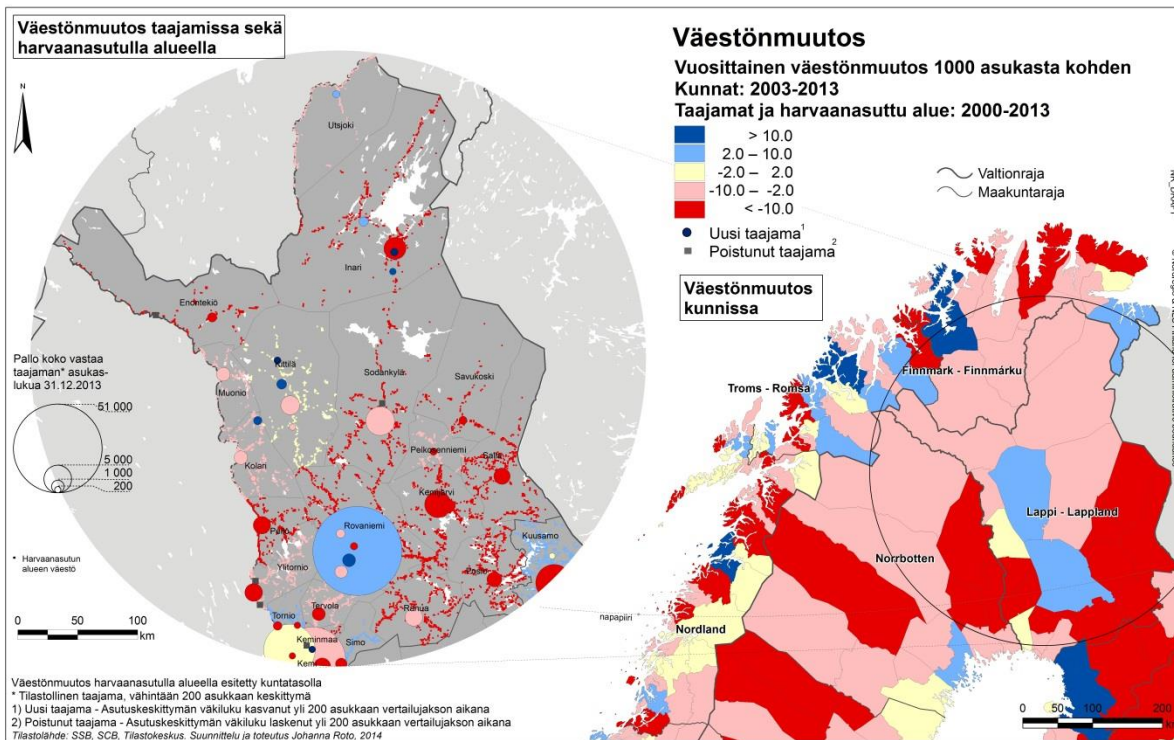 Väestönmuutos taajamissa sekä
harvaanasutulla alueella
N
Utsjoki
Inari
Enontekiö
Kittilä
Muonio
Sodankylä
Savukoski
Kolari
Pelkosenniemi
Salla
Kemijärvi
Pello
Rovaniemi
Kuusamo
Ylitornio
Posio
Tervola
Ranua
Tornio
Keminmaa
Simo
Pallo koko vastaa
taajaman* asukas-
lukua 31.12.2013
51 000
5 000
1 000
200
* Harvaanasutun
alueen väestö
0 50 100
km
Väestönmuutos
Vuosittainen väestönmuutos 1000 asukasta kohden
Kunnat: 2003-2013
Taajamat ja harvaanasuttu alue: 2000-2013
> 10.0
2.0 – 10.0
-2.0 – 2.0
-10.0 – -2.0
< -10.0
Uusi taajama1
Poistunut taajama2
Valtionraja
Maakuntaraja
Väestönmuutos
kunnissa
Finnmark - Finnmárku
Troms - Romsa
Lappi - Lappland
Norrbotten
napapiiri
Nordland
0 50 100 200
km
Väestönmuutos harvaanasutulla alueella esitetty kuntatasolla
* Tilastollinen taajama, vähintään 200 asukkaan keskittymä
1) Uusi taajama - Asutuskeskittymän väkiluku kasvanut yli 200 asukkaan vertailujakson aikana
2) Poistunut taajama - Asutuskeskittymän väkiluku laskenut yli 200 asukkaan vertailujakson aikana
Tilastolähde: SSB, SCB, Tilastokeskus. Suunnittelu ja toteutus Johanna Roto, 2014